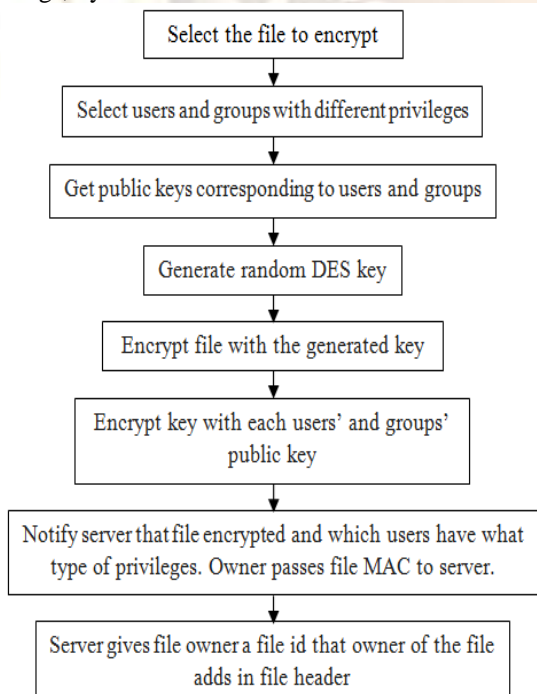 Select the file to encrypt
Select users and groups with different privileges
Get public keys corresponding to users and groups
Generate random DES key
Encrypt file with the generated key
Encrypt key with each users' and groups'
public key
Notify server that file encrypted and which users have what
type of privileges. Owner passes file MAC to server.
Server gives file owner a file id that owner of the file
adds in file header